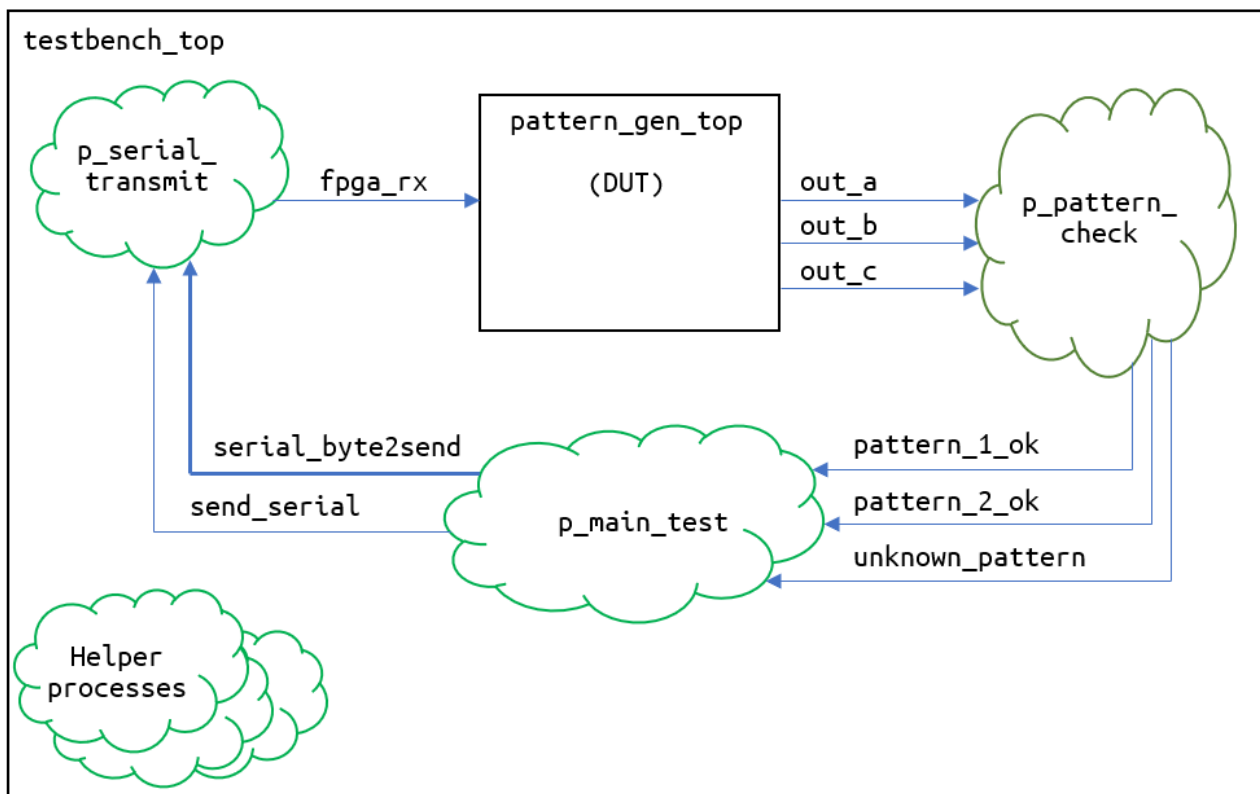 testbench_top
p_serial_
transmit
fpga_rx
pattern_gen_top
(DUT)
out_a
out_b
out_c
p_pattern_
check
serial_byte2send
send_serial
p_main_test
pattern_1_ok
pattern_2_ok
unknown_pattern
Helper
processes